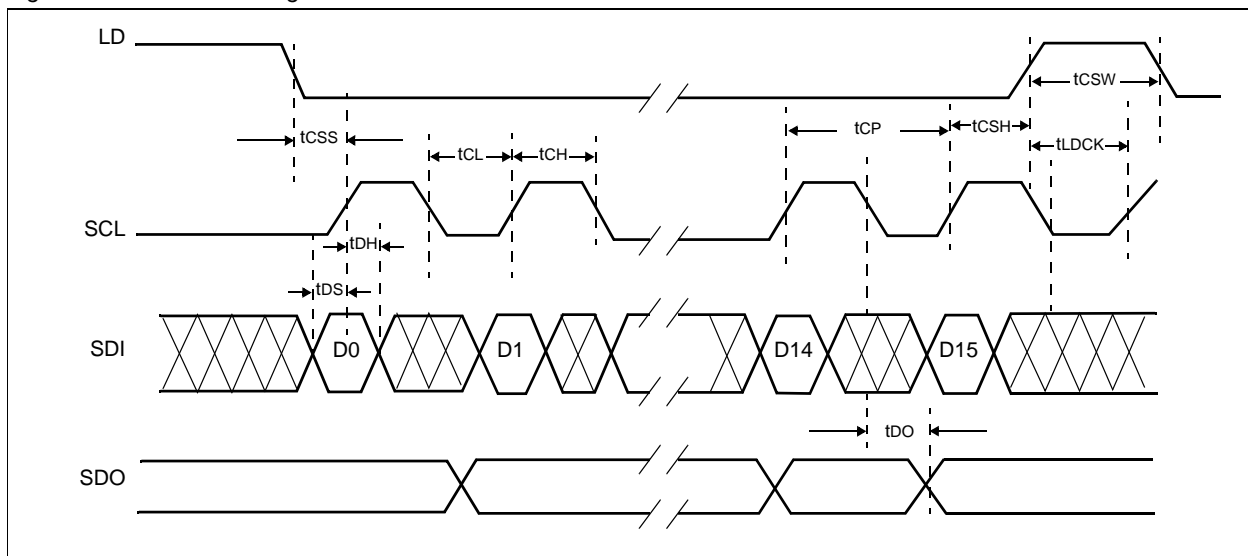 LD
tCSW
tCSS
tCL
tCH
tCP
tCSH
tLDCK
SCL
tDH
tDS
SDI
D0
D1
D14
D15
tDO
SDO